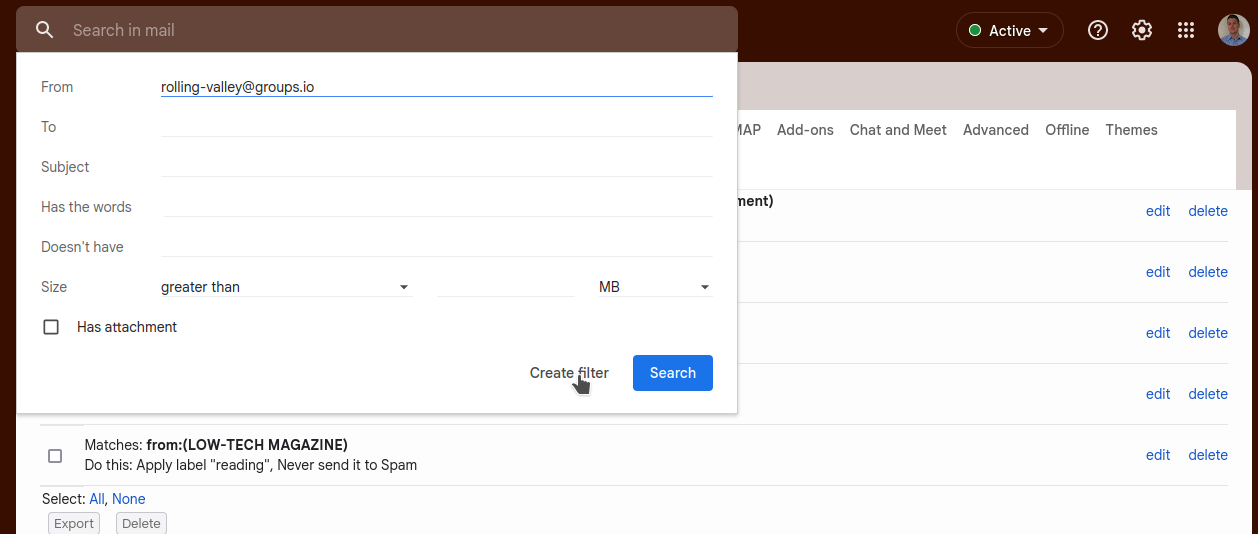 Search in mail
Active
From rolling-valley@groups.io
To
Subject
Has the words
Doesn't have
Size greater than MB
Has attachment
Create filter Search
Add-ons Chat and Meet Advanced Offline Themes
edit delete
edit delete
edit delete
edit delete
Matches: from:(LOW-TECH MAGAZINE)
Do this: Apply label "reading", Never send it to Spam
edit delete
Select: All, None
Export Delete